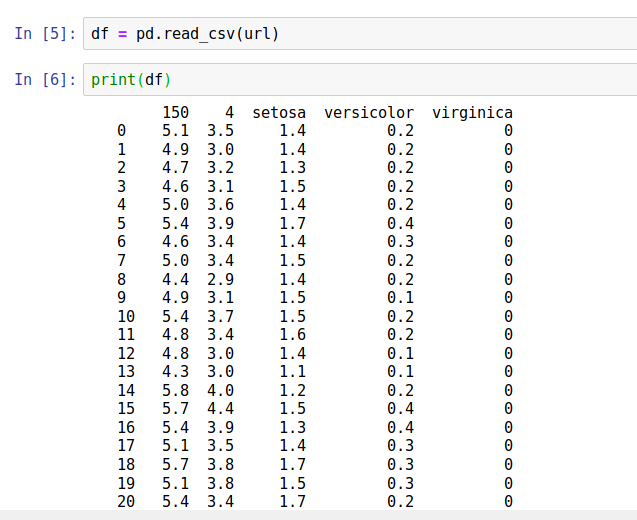 In [5]: df = pd.read_csv(url)
In [6]: print(df)
150 4 setosa versicolor virginica
0 5.1 3.5 1.4 0.2 0
1 4.9 3.0 1.4 0.2 0
2 4.7 3.2 1.3 0.2 0
3 4.6 3.1 1.5 0.2 0
4 5.0 3.6 1.4 0.2 0
5 5.4 3.9 1.7 0.4 0
6 4.6 3.4 1.4 0.3 0
7 5.0 3.4 1.5 0.2 0
8 4.4 2.9 1.4 0.2 0
9 4.9 3.1 1.5 0.1 0
10 5.4 3.7 1.5 0.2 0
11 4.8 3.4 1.6 0.2 0
12 4.8 3.0 1.4 0.1 0
13 4.3 3.0 1.1 0.1 0
14 5.8 4.0 1.2 0.2 0
15 5.7 4.4 1.5 0.4 0
16 5.4 3.9 1.3 0.4 0
17 5.1 3.5 1.4 0.3 0
18 5.7 3.8 1.7 0.3 0
19 5.1 3.8 1.5 0.3 0
20 5.4 3.4 1.7 0.2 0